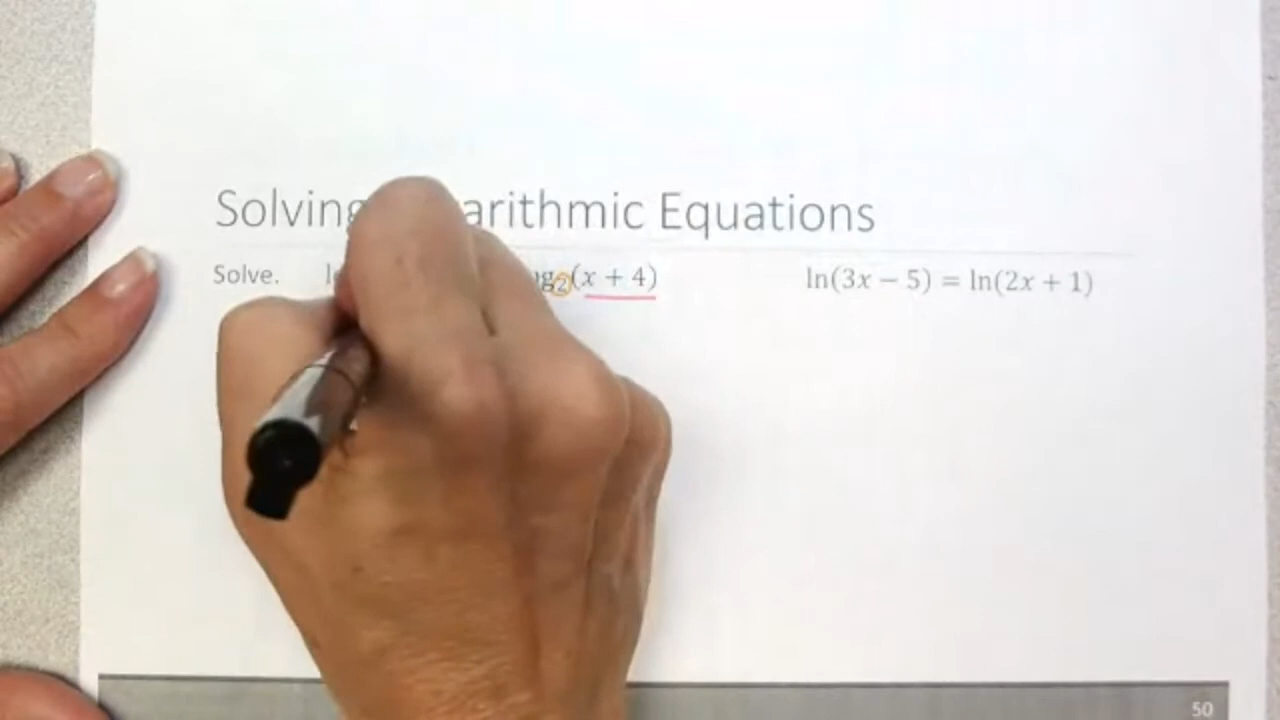 Solving arithmic Equations
Solve. l g₂(x + 4) ln(3x − 5) = ln(2x + 1)
50